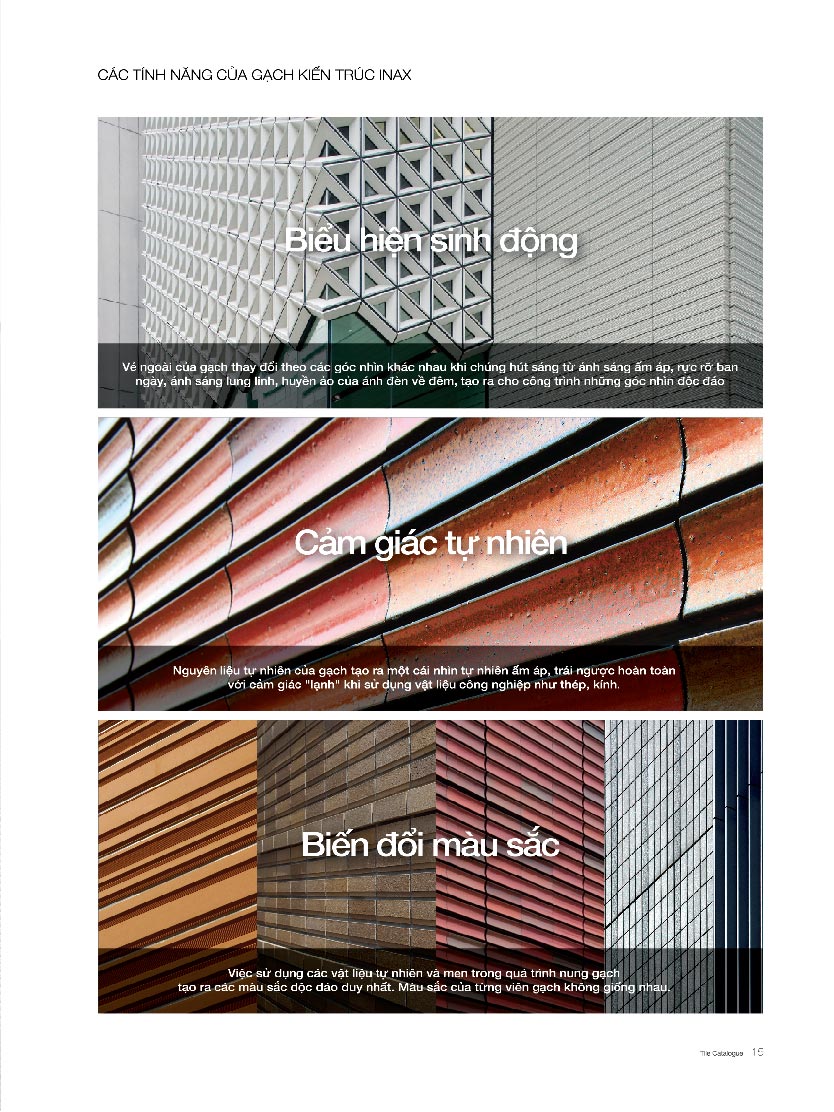 CÁC TÍNH NĂNG CỦA GẠCH KIẾN TRÚC INAX
Biểu hiện sinh động
Vẻ ngoài của gạch thay đổi theo các góc nhìn khác nhau khi chúng hút sáng từ ánh sáng ấm áp, rực rỡ ban
ngày, ánh sáng lung linh, huyền ảo của ánh đèn về đêm, tạo ra cho công trình những góc nhìn độc đáo
Cảm giác tự nhiên
Nguyên liệu tự nhiên của gạch tạo ra một cái nhìn tự nhiên ấm áp, trái ngược hoàn toàn
với cảm giác "lạnh" khi sử dụng vật liệu công nghiệp như thép, kính.
Biến đổi màu sắc
Việc sử dụng các vật liệu tự nhiên và men trong quá trình nung gạch
tạo ra các màu sắc độc đáo duy nhất. Màu sắc của từng viên gạch không giống nhau.
Tile Catalogue 15